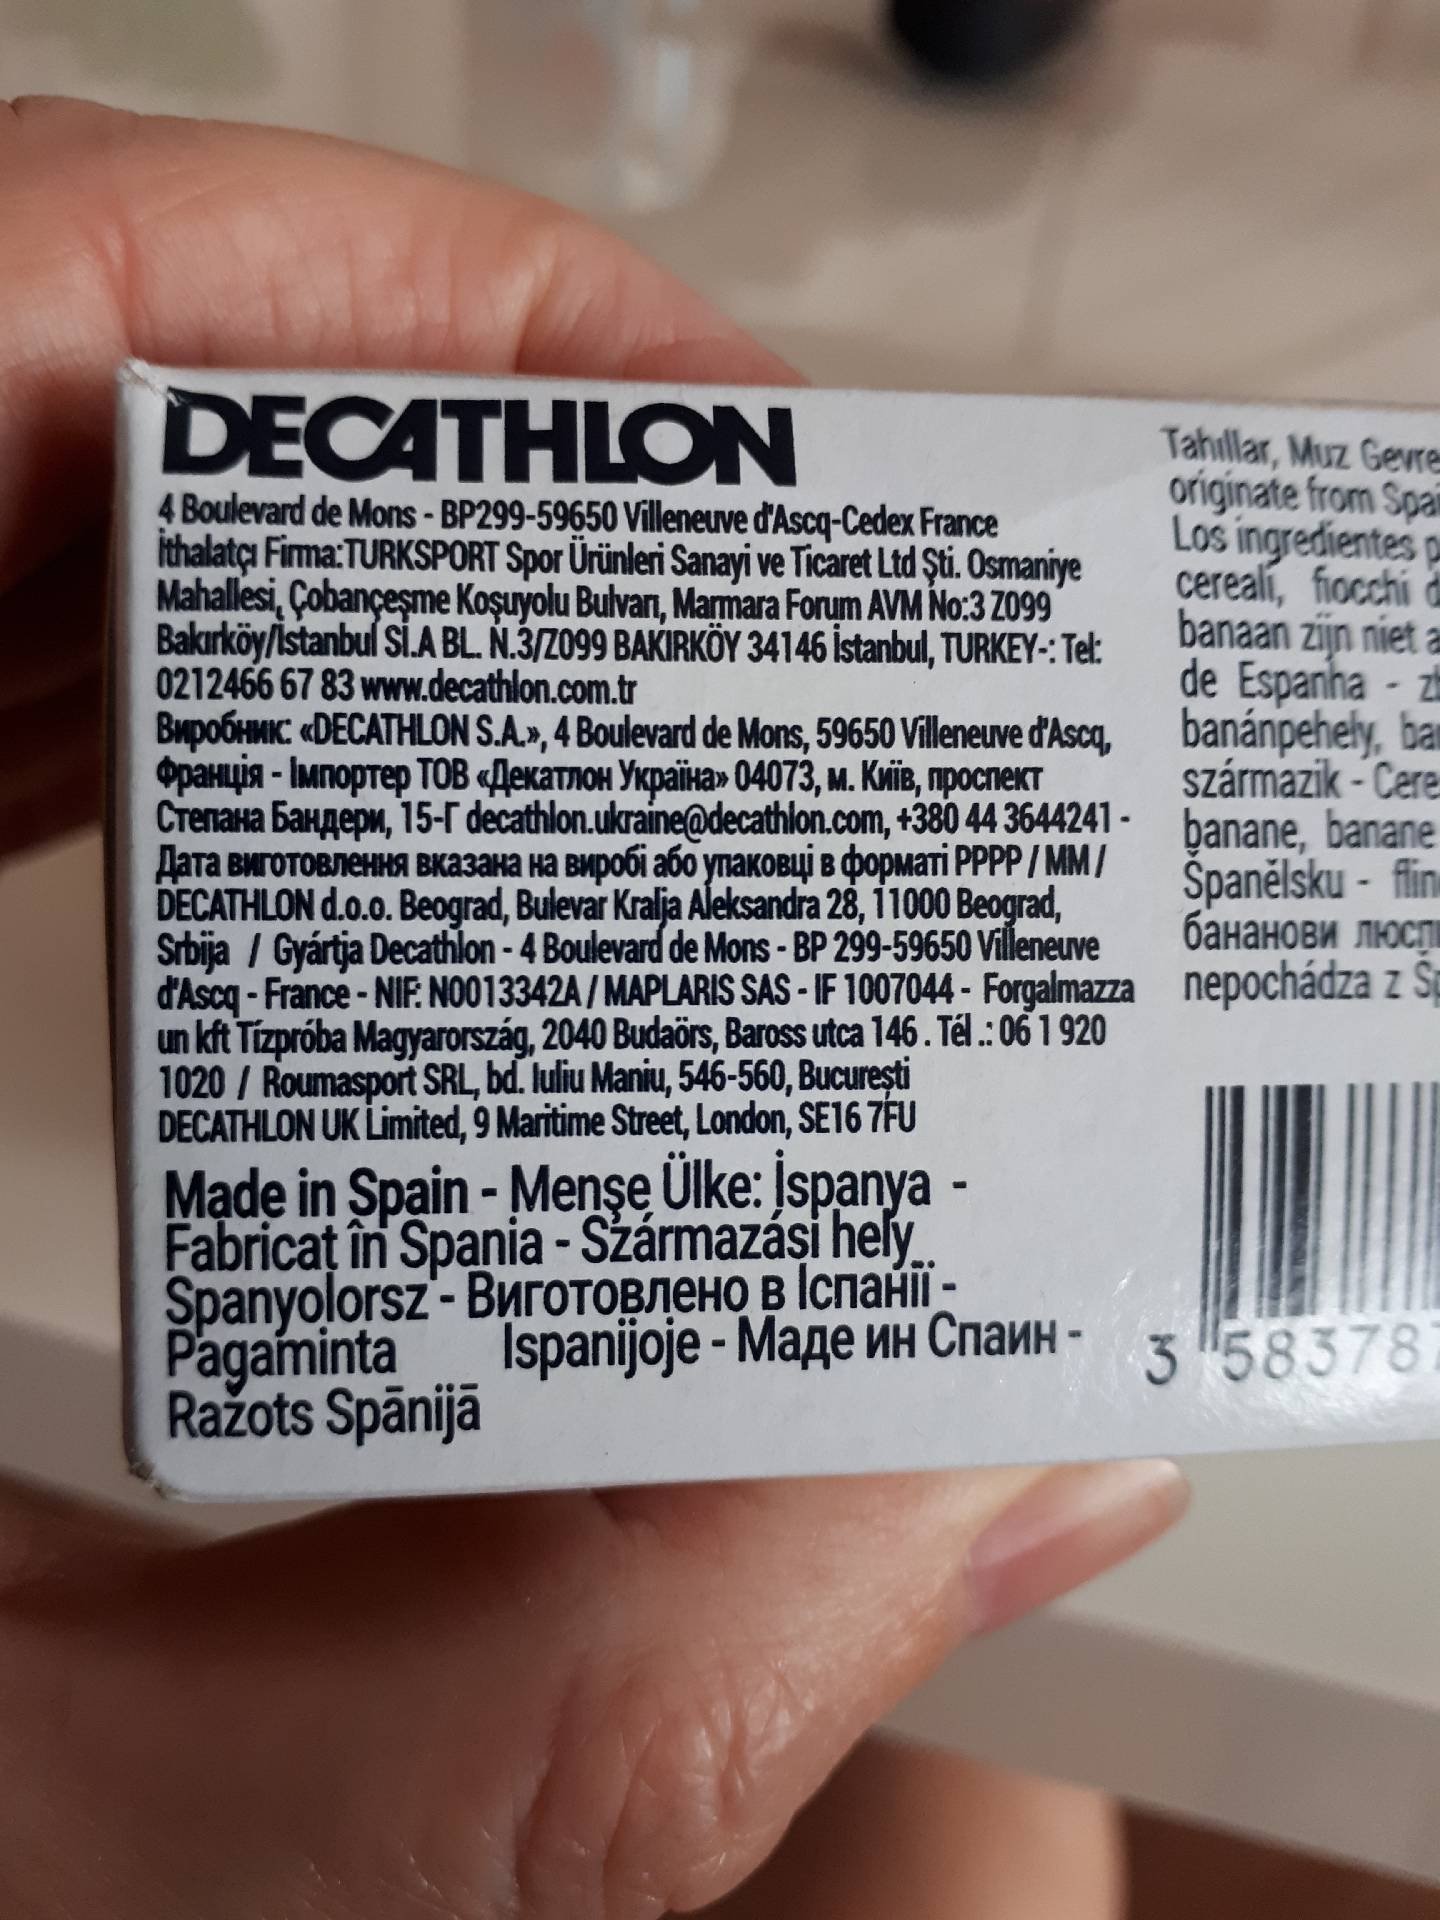 DECATHLON
4 Boulevard de Mons - BP299-59650 Villeneuve d'Ascq-Cedex France
İthalatçı Firma:TURKSPORT Spor Ürünleri Sanayi ve Ticaret Ltd Şti. Osmaniye
Mahallesi, Çobançeşme Koşuyolu Bulvarı, Marmara Forum AVM No:3 Z099
Bakırköy/İstanbul Sİ.A BL. N.3/Z099 BAKIRKÖY 34146 İstanbul, TURKEY-: Tel:
0212466 67 83 www.decathlon.com.tr
Виробник: «DECATHLON S.A.», 4 Boulevard de Mons, 59650 Villeneuve d'Ascq,
Франція - Імпортер ТОВ «Декатлон Україна» 04073, м. Київ, проспект
Степана Бандери, 15-Г decathlon.ukraine@decathlon.com, +380 44 3644241 -
Дата виготовлення вказана на виробі або упаковці в форматі РРРР / ММ /
DECATHLON d.o.o. Beograd, Bulevar Kralja Aleksandra 28, 11000 Beograd,
Srbija / Gyártja Decathlon - 4 Boulevard de Mons - BP 299-59650 Villeneuve
d'Ascq - France - NIF: N0013342A / MAPLARIS SAS - IF 1007044 - Forgalmazza
un kft Tízpróba Magyarország, 2040 Budaörs, Baross utca 146 . Tél .: 06 1 920
1020 / Roumasport SRL, bd. Iuliu Maniu, 546-560, București
DECATHLON UK Limited, 9 Maritime Street, London, SE16 7FU
Made in Spain - Menşe Ülke: İspanya -
Fabricat în Spania - Származási hely
Spanyolorsz - Виготовлено в Іспанії -
Pagaminta Ispanijoje - Маде ин Спаин -
Ražots Spānijā
Tahıllar, Muz Gevre
originate from Spai
Los ingredientes p
cereali, fiocchi d
banaan zijn niet a
de Espanha - zb
banánpehely, ba
származik - Cere
banane, banane
Španělsku - flin
бананови люсп
nepochádza z Šp
3 583787